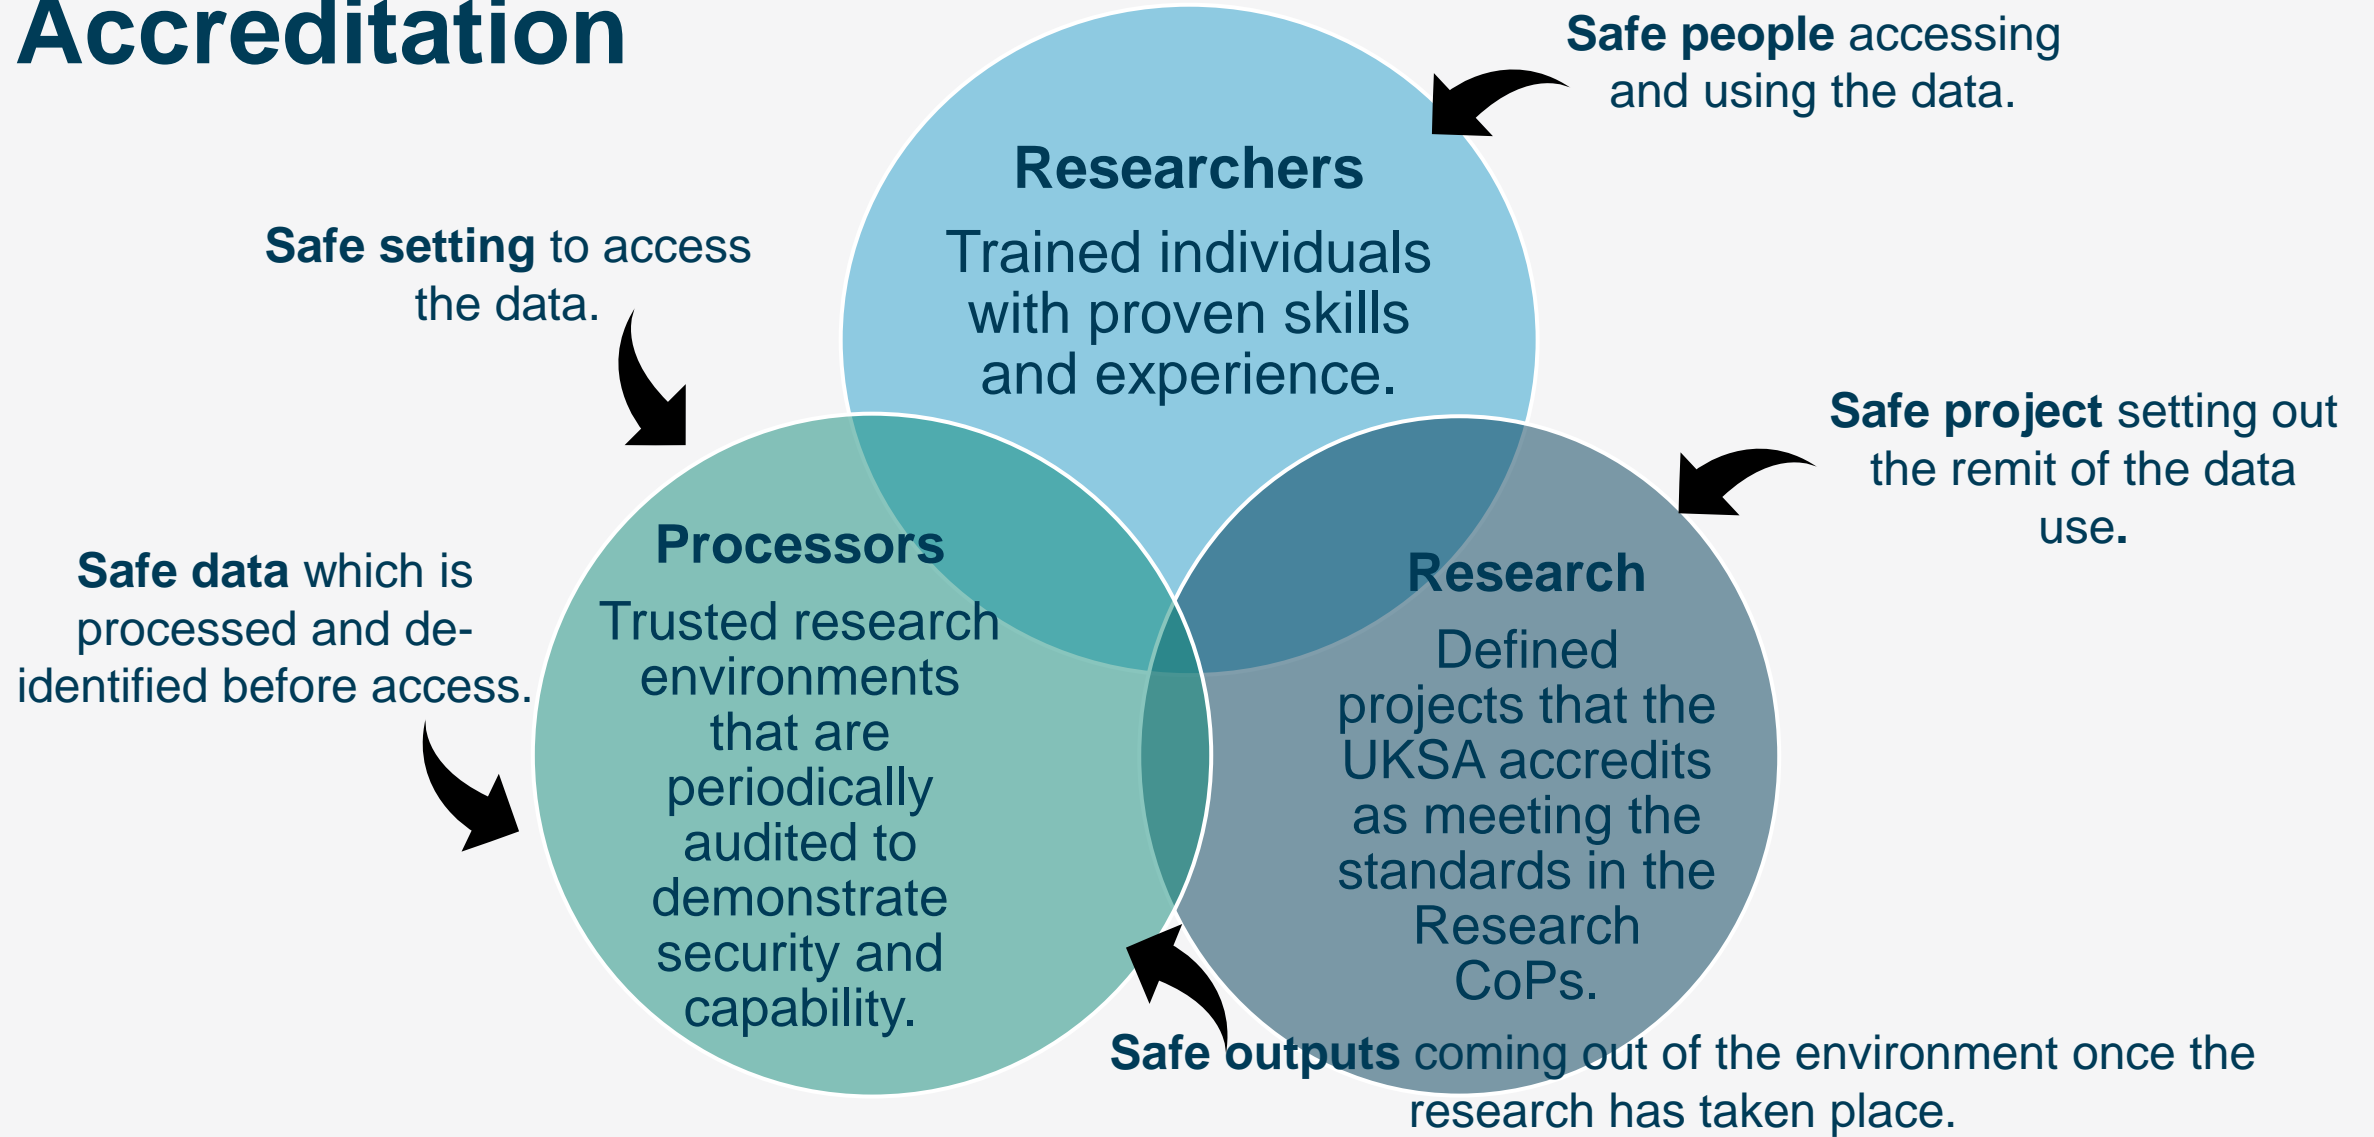 Accreditation
Safe people accessing
and using the data.
Researchers
Trained individuals
with proven skills
and experience.
Safe setting to access
the data.
Safe project setting out
the remit of the data
use.
Processors
Trusted research
environments
that are
periodically
audited to
demonstrate
security and
capability.
Safe data which is
processed and de-
identified before access.
Research
Defined
projects that the
UKSA accredits
as meeting the
standards in the
Research
CoPs.
Safe outputs coming out of the environment once the
research has taken place.